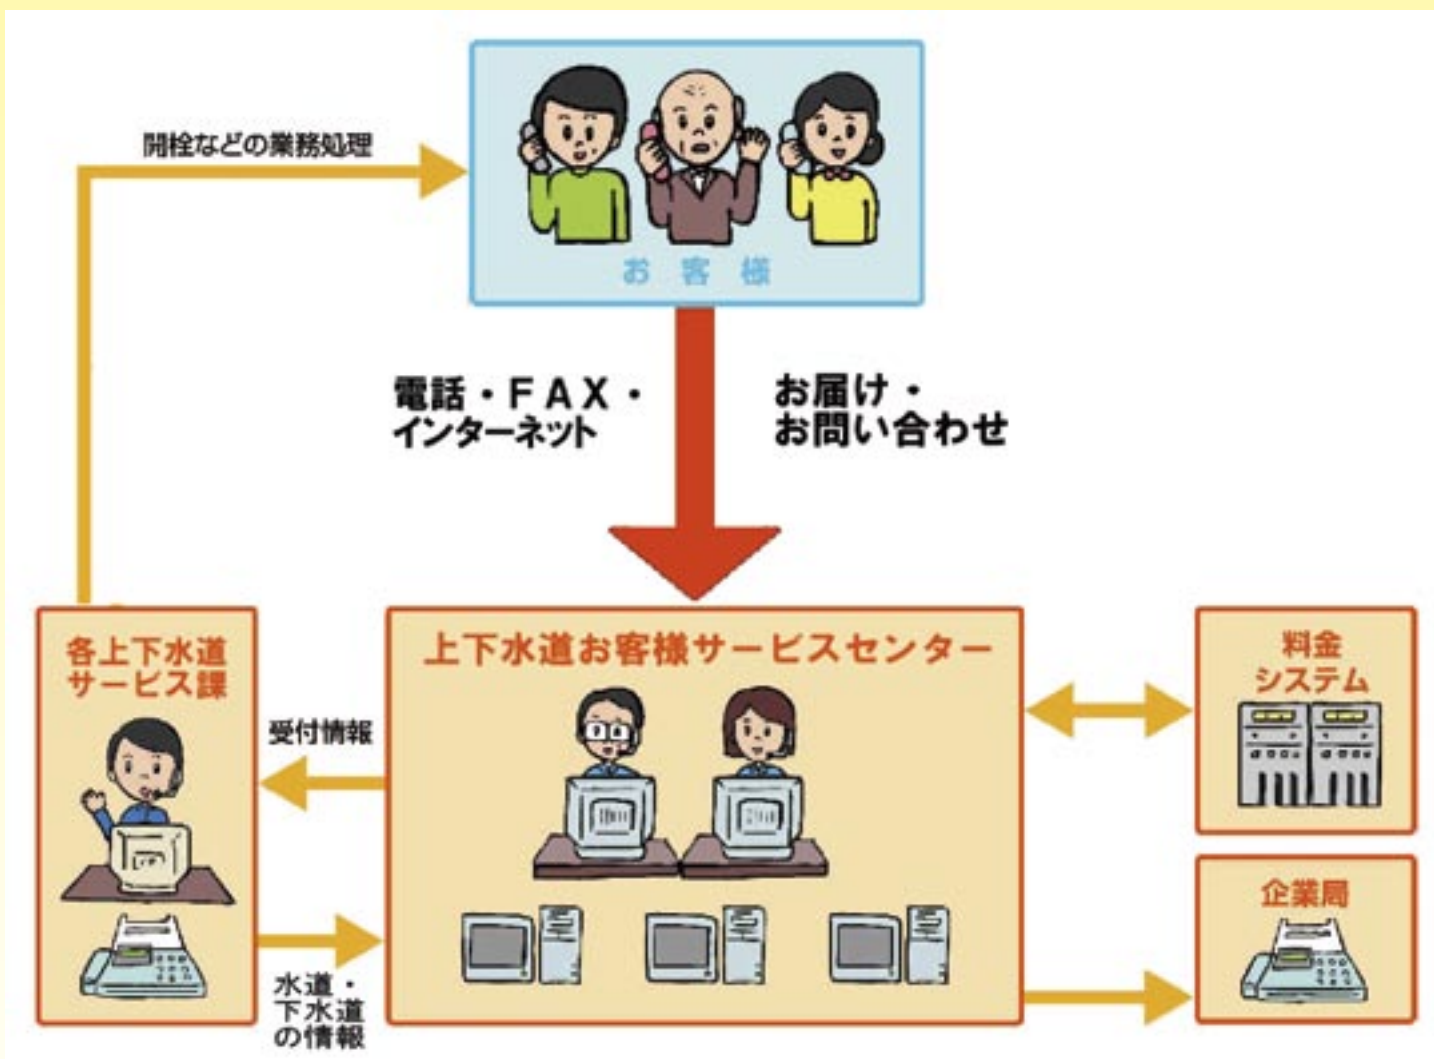 開栓などの業務処理
お客様
電話・ＦＡＸ・
インターネット
お届け・
お問い合わせ
各上下水道
サービス課
受付情報
水道・
下水道
の情報
上下水道お客様サービスセンター
料金
システム
企業局